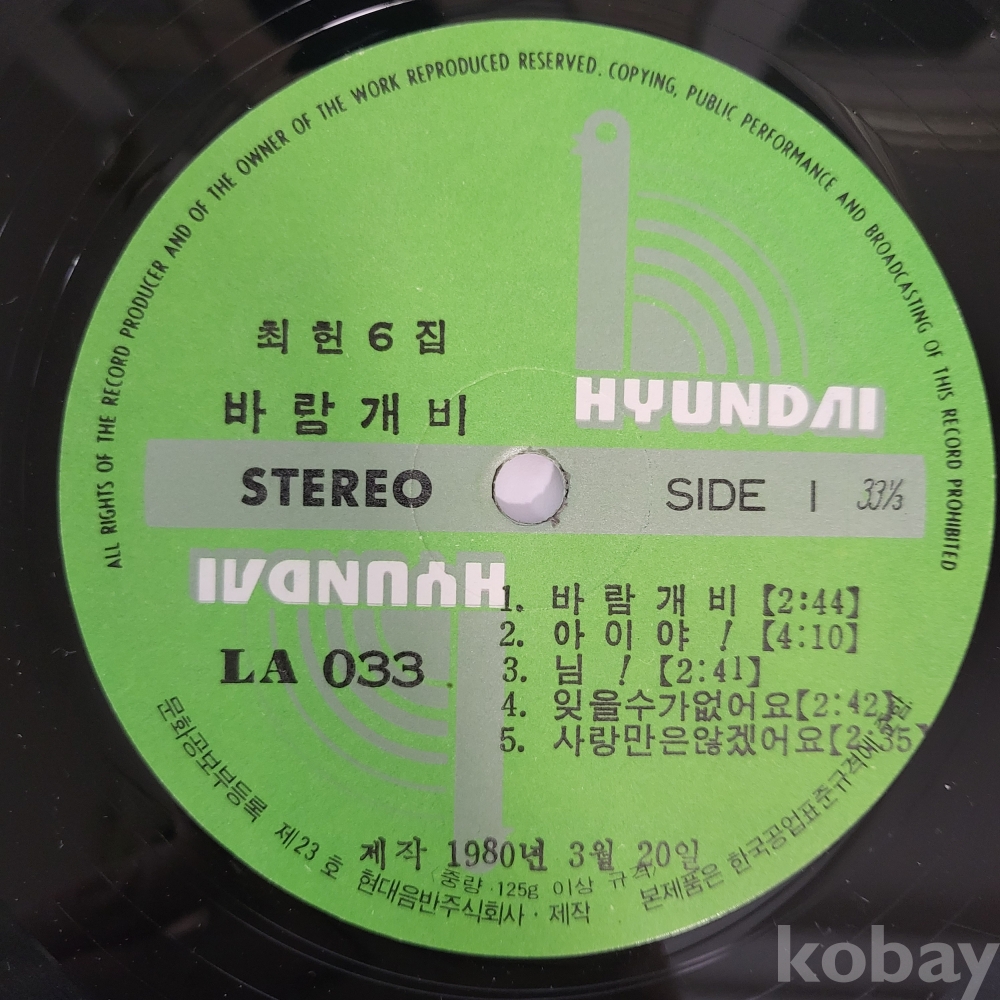 ALL RIGHTS OF THE RECORD PRODUCER AND OF THE OWNER OF THE WORK REPRODUCED RESERVED. COPYING, PUBLIC PERFORMANCE AND BROADCASTING OF THIS RECORD PROHIBITED
최헌6집
바람개비
HYUNDAI
STEREO
SIDE 1 33⅓
HYUNDAI
LA 033
1. 바람개비【2:44】
2. 아이야!【4:10】
3. 님!【2:41】
4. 잊을수가없어요【2:42】
5. 사랑만은않겠어요【2:35】
제작 1980년 3월 20일
중량·125g 이상 규격
문화공보부등록 제23호 현대음반주식회사·제작
본제품은 한국공업표준규격에
kobay